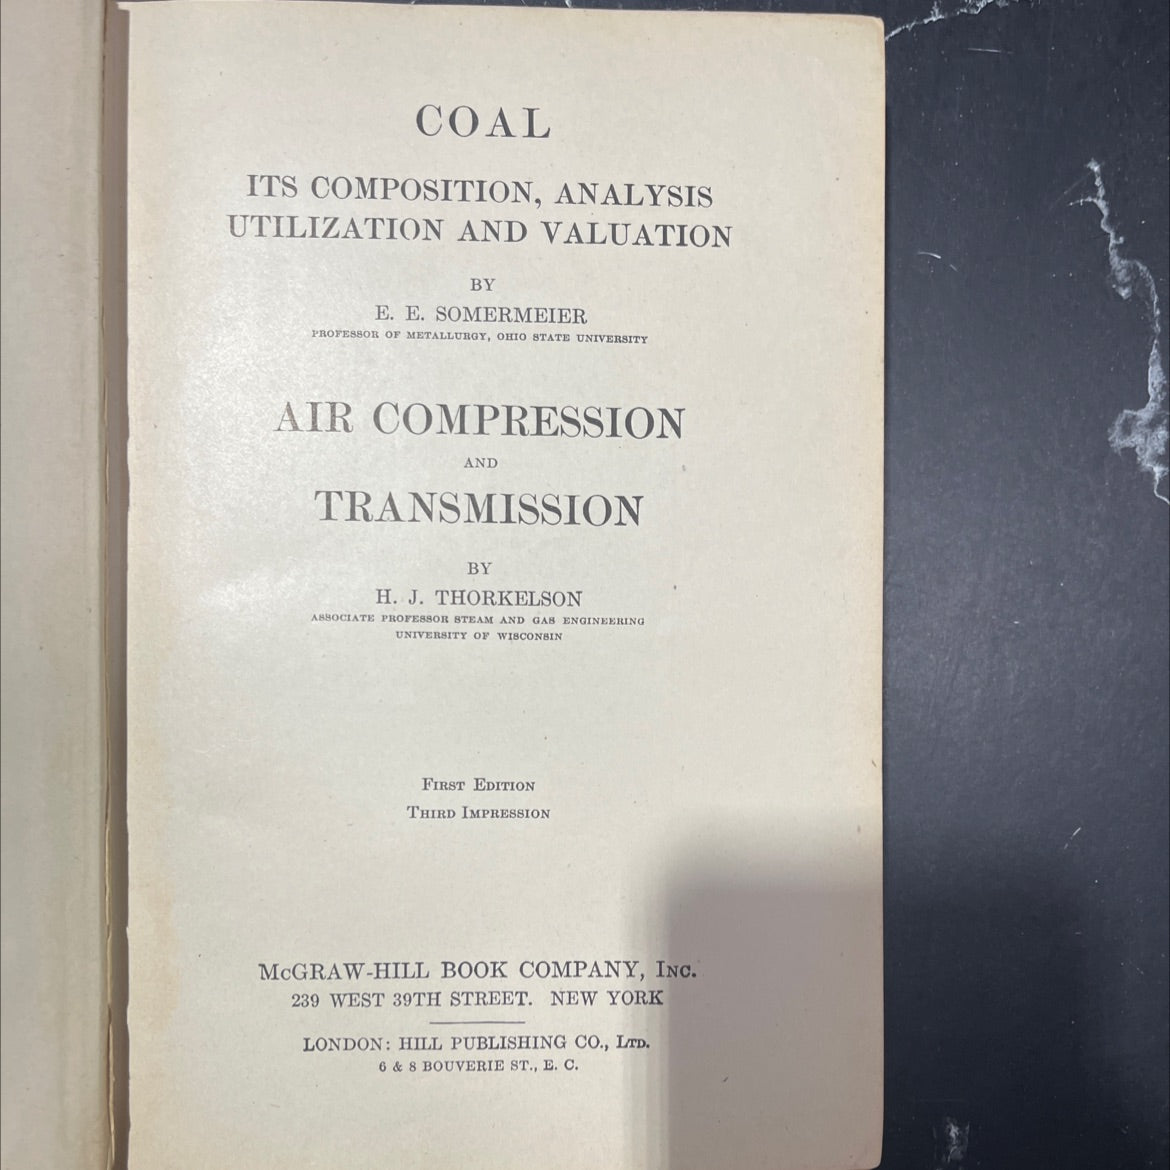 COAL
ITS COMPOSITION, ANALYSIS
UTILIZATION AND VALUATION
BY
E. E. SOMERMEIER
PROFESSOR OF METALLURGY, OHIO STATE UNIVERSITY
AIR COMPRESSION
AND
TRANSMISSION
BY
H. J. THORKELSON
ASSOCIATE PROFESSOR STEAM AND GAS ENGINEERING
UNIVERSITY OF WISCONSIN
FIRST EDITION
THIRD IMPRESSION
McGRAW-HILL BOOK COMPANY, INC.
239 WEST 39TH STREET. NEW YORK
LONDON: HILL PUBLISHING CO., LTD.
6 & 8 BOUVERIE ST., E. C.